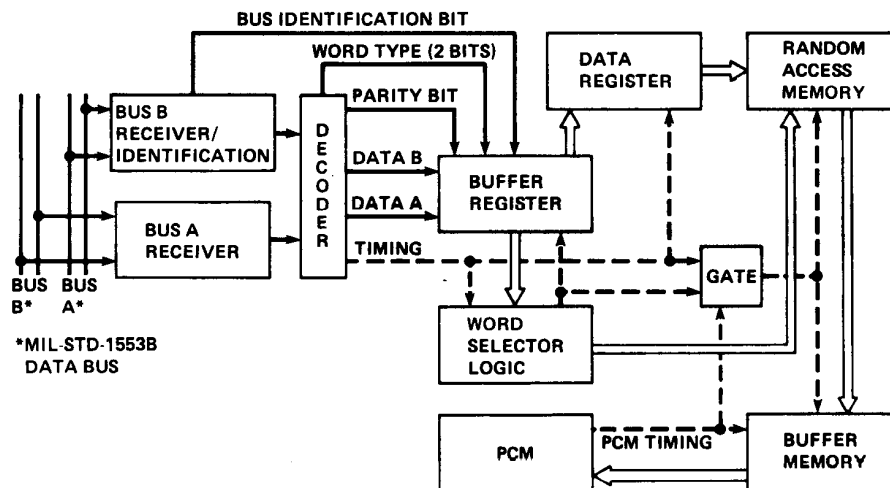 BUS IDENTIFICATION BIT
WORD TYPE (2 BITS)
PARITY BIT
BUS B
RECEIVER/
IDENTIFICATION
DECODER
DATA
REGISTER
RANDOM
ACCESS
MEMORY
DATA B
DATA A
BUFFER
REGISTER
BUS A
RECEIVER
TIMING
GATE
BUS
B*
BUS
A*
*MIL-STD-1553B
DATA BUS
WORD
SELECTOR
LOGIC
PCM
PCM TIMING
BUFFER
MEMORY